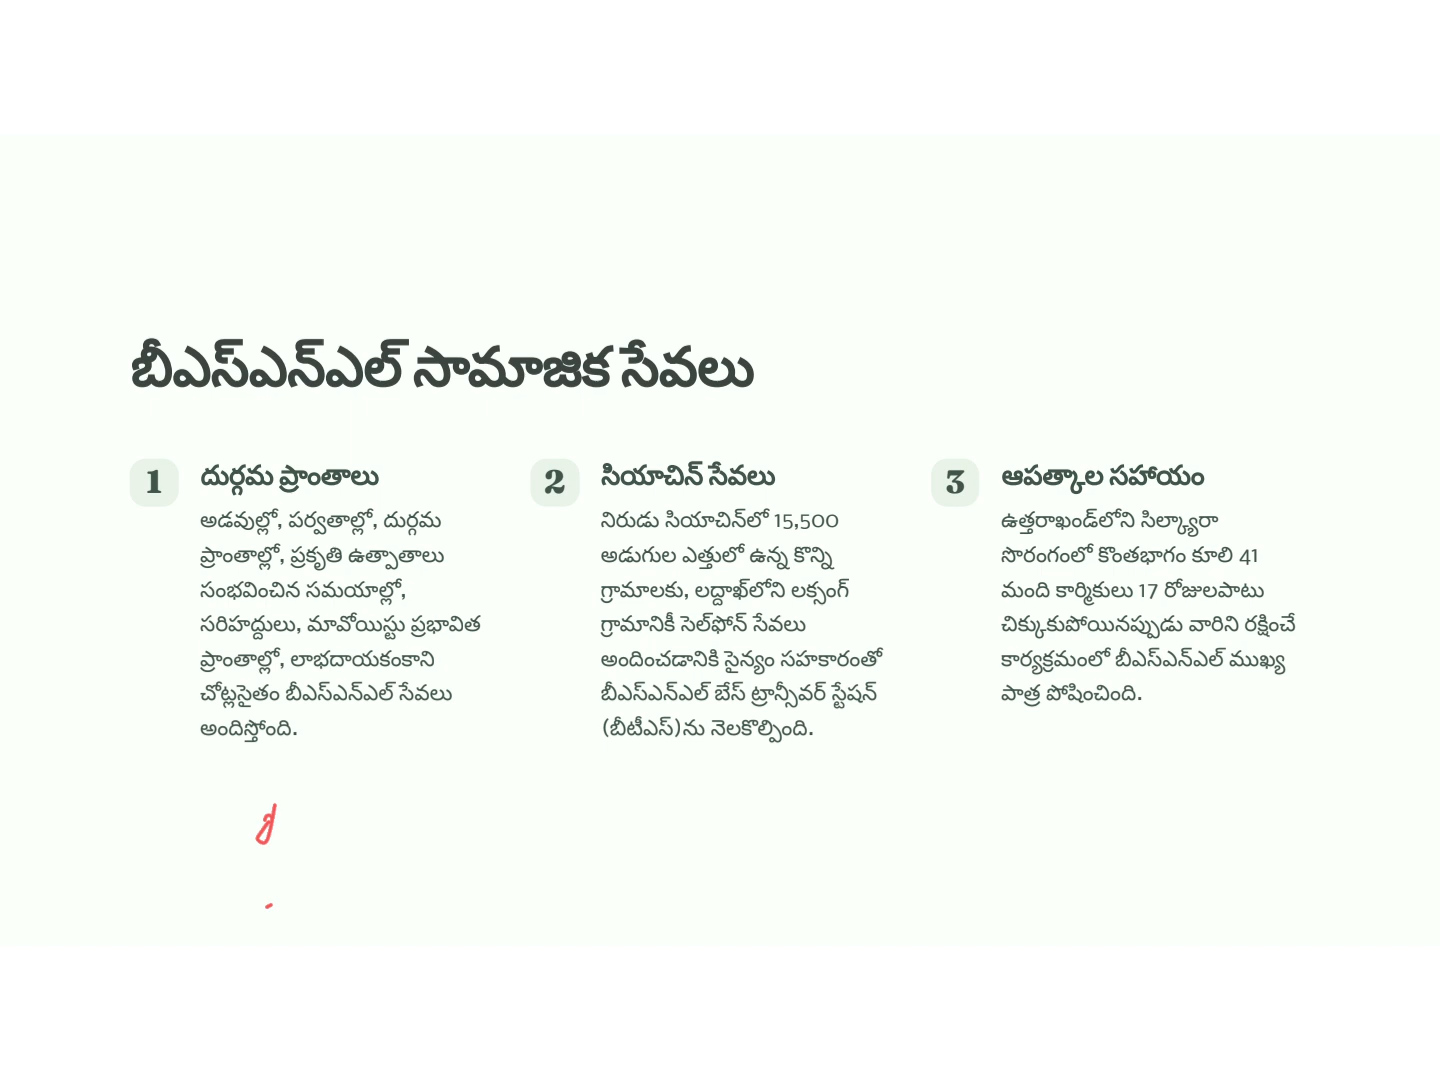 బీఎస్ఎన్ఎల్ సామాజిక సేవలు
1
దుర్గమ ప్రాంతాలు
అడవుల్లో, పర్వతాల్లో, దుర్గమ
ప్రాంతాల్లో, ప్రకృతి ఉత్పాతాలు
సంభవించిన సమయాల్లో,
సరిహద్దులు, మావోయిస్టు ప్రభావిత
ప్రాంతాల్లో, లాభదాయకంకాని
చోట్లసైతం బీఎస్ఎన్ఎల్ సేవలు
అందిస్తోంది.
2
సియాచిన్ సేవలు
నిరుడు సియాచిన్‌లో 15,500
అడుగుల ఎత్తులో ఉన్న కొన్ని
గ్రామాలకు, లద్దాఖ్‌లోని లక్సంగ్
గ్రామానికీ సెల్‌ఫోన్ సేవలు
అందించడానికి సైన్యం సహకారంతో
బీఎస్ఎన్ఎల్ బేస్ ట్రాన్సీవర్ స్టేషన్
(బీటీఎస్)ను నెలకొల్పింది.
3
ఆపత్కాల సహాయం
ఉత్తరాఖండ్‌లోని సిల్క్యారా
సొరంగంలో కొంతభాగం కూలి 41
మంది కార్మికులు 17 రోజులపాటు
చిక్కుకుపోయినప్పుడు వారిని రక్షించే
కార్యక్రమంలో బీఎస్ఎన్ఎల్ ముఖ్య
పాత్ర పోషించింది.